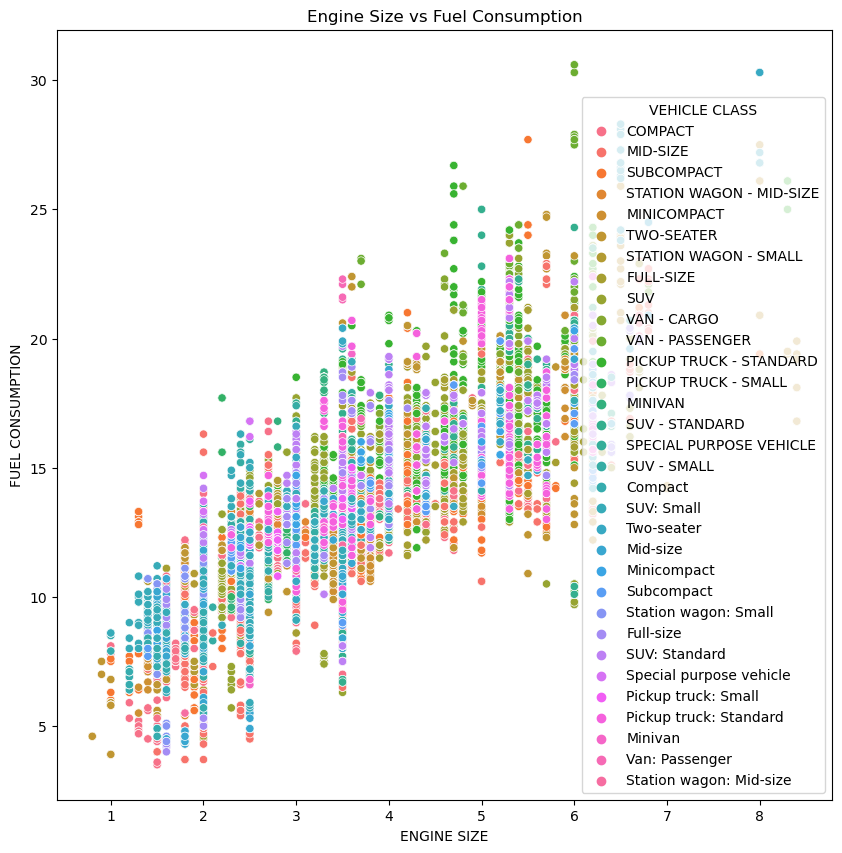 Engine Size vs Fuel Consumption
FUEL CONSUMPTION
30
25
20
15
10
5
VEHICLE CLASS
COMPACT
MID-SIZE
SUBCOMPACT
STATION WAGON - MID-SIZE
MINICOMPACT
TWO-SEATER
STATION WAGON - SMALL
FULL-SIZE
SUV
VAN - CARGO
VAN - PASSENGER
PICKUP TRUCK - STANDARD
PICKUP TRUCK - SMALL
MINIVAN
SUV - STANDARD
SPECIAL PURPOSE VEHICLE
SUV - SMALL
Compact
SUV: Small
Two-seater
Mid-size
Minicompact
Subcompact
Station wagon: Small
Full-size
SUV: Standard
Special purpose vehicle
Pickup truck: Small
Pickup truck: Standard
Minivan
Van: Passenger
Station wagon: Mid-size
1 2 3 4 5 6 7 8
ENGINE SIZE